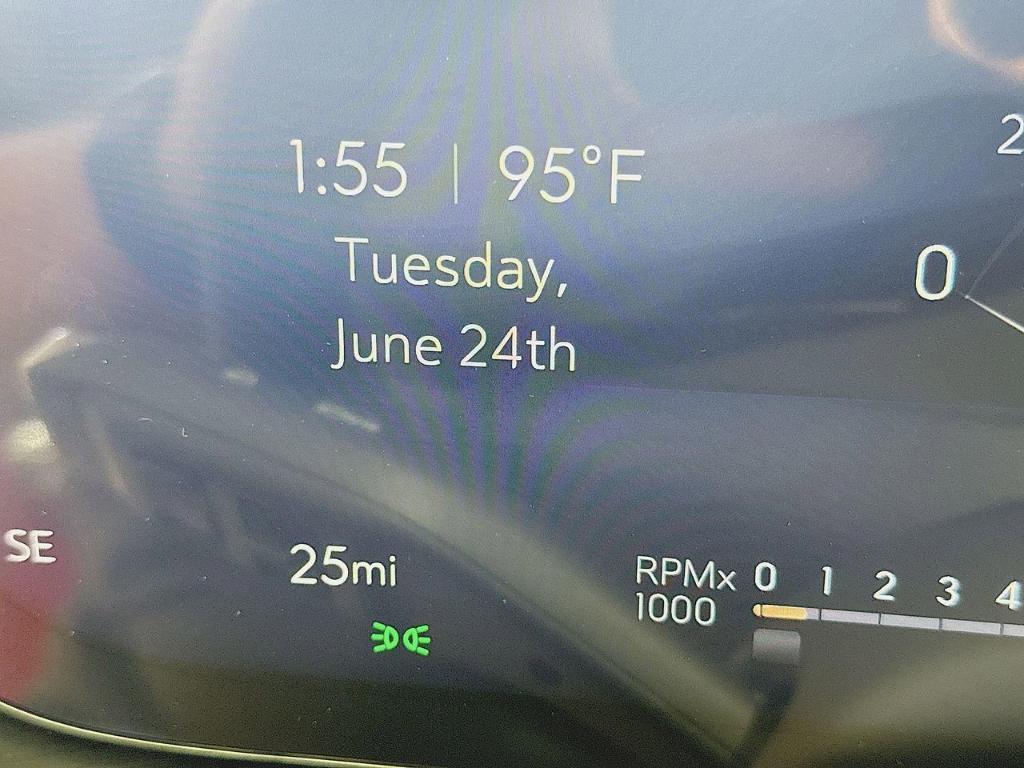 1:55 | 95°F
2
Tuesday,
0
June 24th
SE
25mi
RPMx 0 1 2 3 4
1000